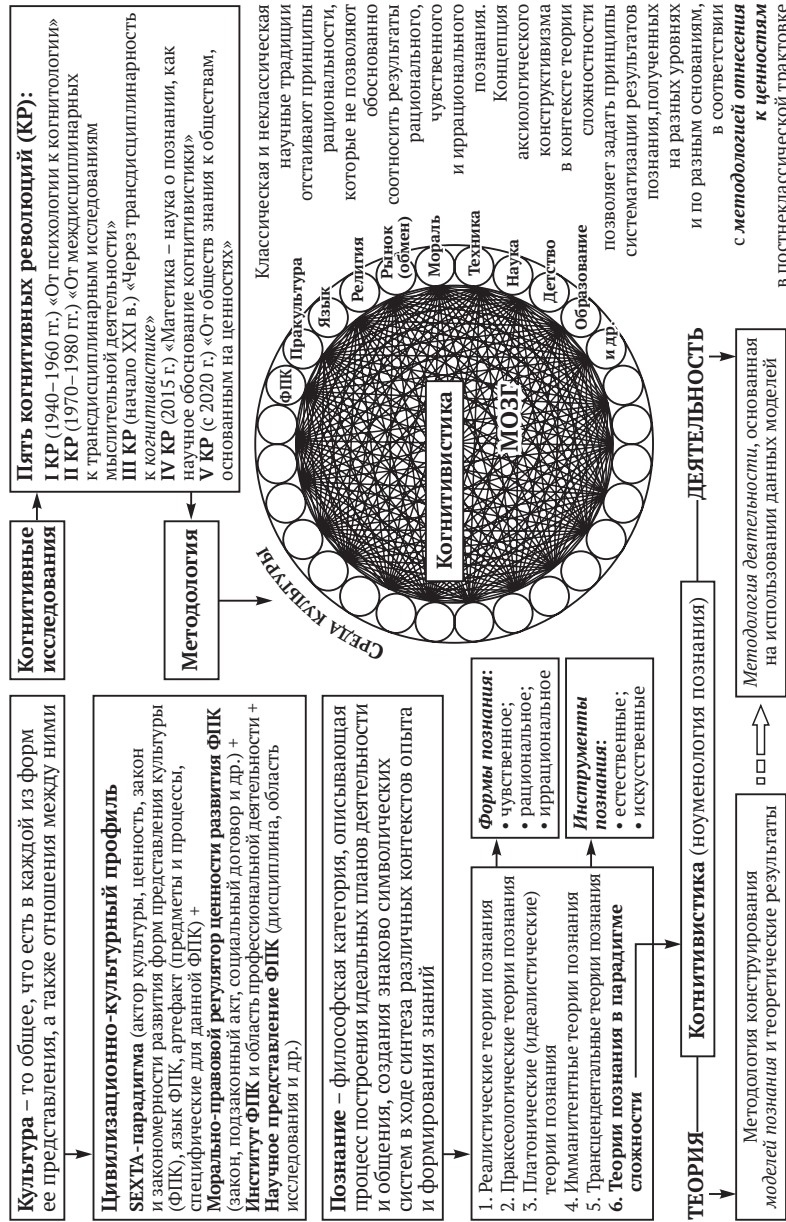 Культура – то общее, что есть в каждой из форм
ее представления, а также отношения между ними
Цивилизационно-культурный профиль
SEXTA-парадигма (актор культуры, ценность, закон
и закономерности развития форм представления культуры
(ФПК), язык ФПК, артефакт (предметы и процессы,
специфические для данной ФПК) +
Морально-правовой регулятор ценности развития ФПК
(закон, подзаконный акт, социальный договор и др.) +
Институт ФПК и область профессиональной деятельности +
Научное представление ФПК (дисциплина, область
исследования и др.)
Познание – философская категория, описывающая
процесс построения идеальных планов деятельности
и общения, создания знаково символических
систем в ходе синтеза различных контекстов опыта
и формирования знаний
1. Реалистические теории познания
2. Праксеологические теории познания
3. Платонические (идеалистические)
теории познания
4. Имманитентные теории познания
5. Трансцендентальные теории познания
6. Теории познания в парадигме
сложности
Формы познания:
• чувственное;
• рациональное;
• иррациональное
Инструменты
познания:
• естественные;
• искусственные
Когнитивные
исследования
Методология
Пять когнитивных революций (КР):
I КР (1940–1960 гг.) «От психологии к когнитологии»
II КР (1970–1980 гг.) «От междисциплинарных
к трансдисциплинарным исследованиям
мыслительной деятельности»
III КР (начало XXI в.) «Через трансдисциплинарность
к когнитивистике»
IV КР (2015 г.) «Матетика – наука о познании, как
научное обоснование когнитивистики»
V КР (с 2020 г.) «От обществ знания к обществам,
основанным на ценностях»
СРЕДА КУЛЬТУРЫ
ФПК
Пракультура
Язык
Религия
Рынок
(обмен)
Мораль
Техника
Наука
Детство
Образование
и др.
Когнитивистика
МОЗГ
Классическая и неклассическая
научные традиции
отстаивают принципы
рациональности,
которые не позволяют
обоснованно
соотносить результаты
рационального,
чувственного
и иррационального
познания.
Концепция
аксиологического
конструктивизма
в контексте теории
сложности
позволяет задать принципы
систематизации результатов
познания,полученных
на разных уровнях
и по разным основаниям,
в соответствии
с методологией отнесения
к ценностям
в постнеклассической трактовке
ТЕОРИЯ
Когнитивистика (ноуменология познания)
ДЕЯТЕЛЬНОСТЬ
Методология конструирования
моделей познания и теоретические результаты
Методология деятельности, основанная
на использовании данных моделей